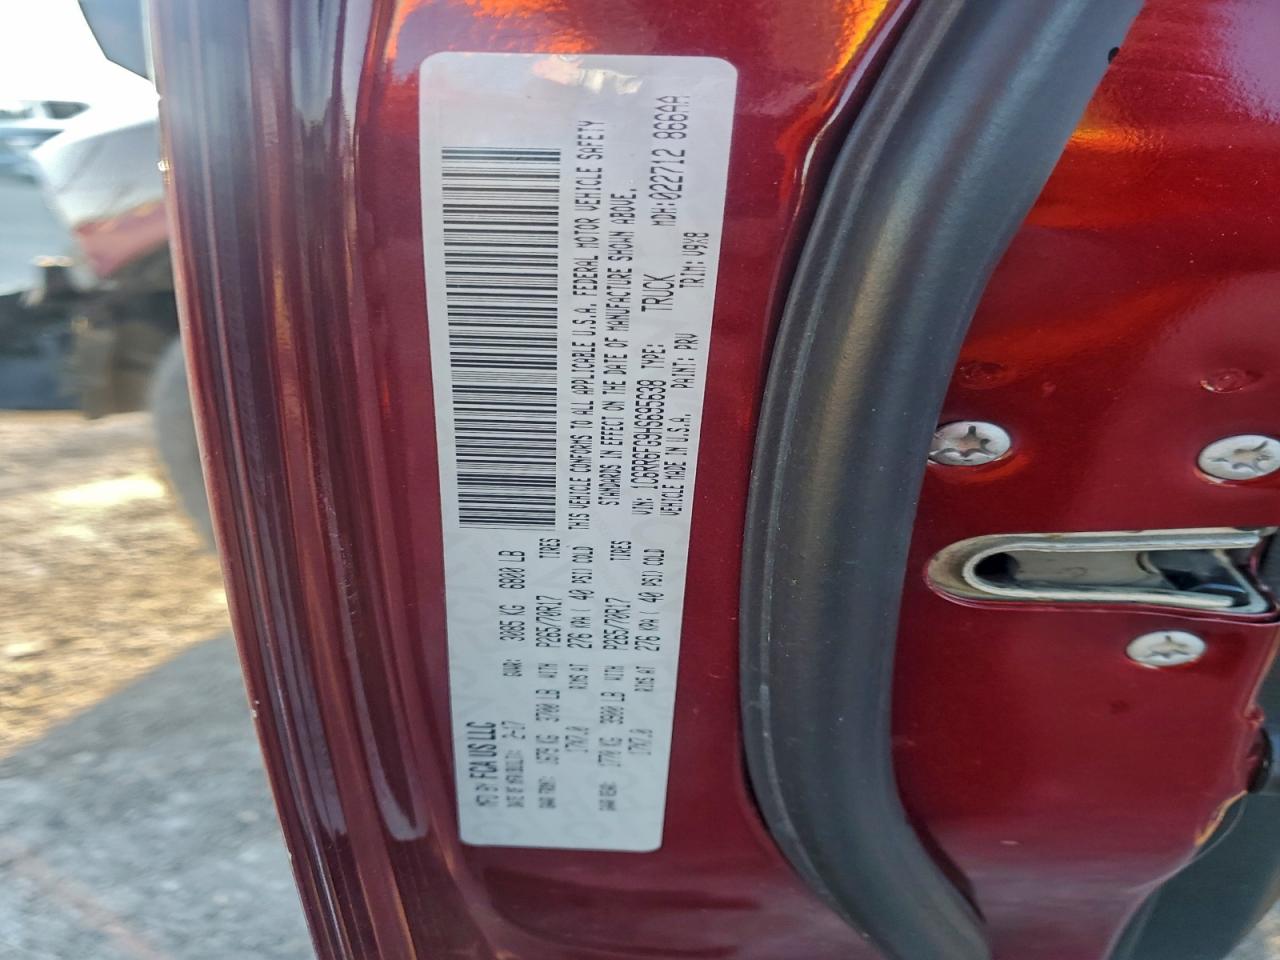 MFD BY: FCA US LLC
DATE OF MFR (BUILT): 2-17 GVWR: 3085 KG 6800 LB
GAWR FRONT: 1679 KG 3700 LB WITH P265/70R17 TIRES
17X7.0 RIMS AT 276 KPA ( 40 PSI) COLD
GAWR REAR: 1770 KG 3900 LB WITH P265/70R17 TIRES
17X7.0 RIMS AT 276 KPA ( 40 PSI) COLD
THIS VEHICLE CONFORMS TO ALL APPLICABLE U.S.A. FEDERAL MOTOR VEHICLE SAFETY
STANDARDS IN EFFECT ON THE DATE OF MANUFACTURE SHOWN ABOVE.
VIN: 1C6RR6FG9HS695638 TYPE: TRUCK MDH:022712 866AA
VEHICLE MADE IN U.S.A. PAINT: PRV TRIM: V9X8